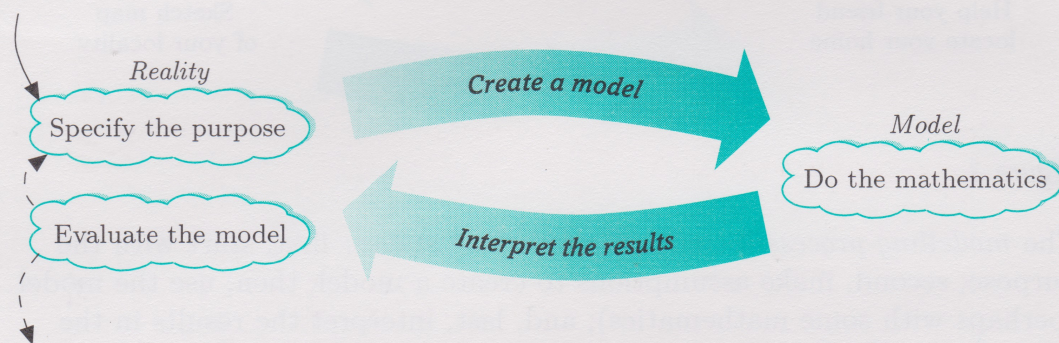 Reality
Specify the purpose
Create a model
Model
Do the mathematics
Evaluate the model
Interpret the results